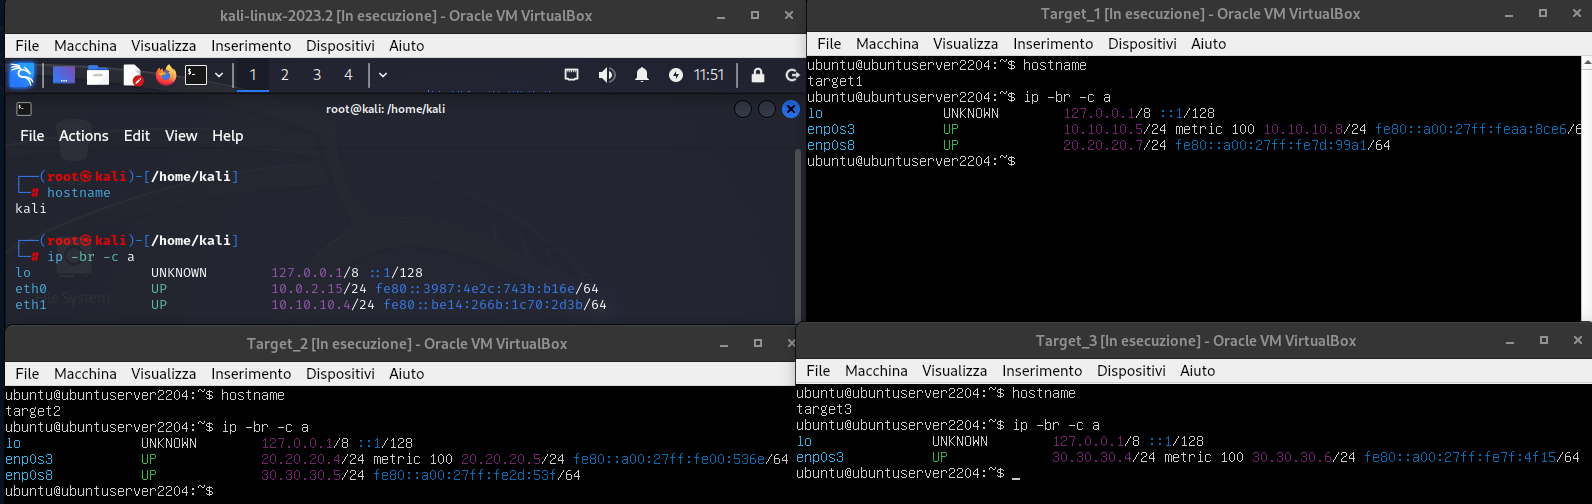 kali-linux-2023.2 [In esecuzione] - Oracle VM VirtualBox
File Macchina Visualizza Inserimento Dispositivi Aiuto
1 2 3 4 11:51
root@kali: /home/kali
File Actions Edit View Help
┌──(root㉿kali)-[/home/kali]
└─# hostname
kali
┌──(root㉿kali)-[/home/kali]
└─# ip -br -c a
lo UNKNOWN 127.0.0.1/8 ::1/128
eth0 UP 10.0.2.15/24 fe80::3987:4e2c:743b:b16e/64
eth1 UP 10.10.10.4/24 fe80::be14:266b:1c70:2d3b/64
Target_1 [In esecuzione] - Oracle VM VirtualBox
File Macchina Visualizza Inserimento Dispositivi Aiuto
ubuntu@ubuntuserver2204:~$ hostname
target1
ubuntu@ubuntuserver2204:~$ ip -br -c a
lo UNKNOWN 127.0.0.1/8 ::1/128
enp0s3 UP 10.10.10.5/24 metric 100 10.10.10.8/24 fe80::a00:27ff:feaa:8ce6/6
enp0s8 UP 20.20.20.7/24 fe80::a00:27ff:fe7d:99a1/64
ubuntu@ubuntuserver2204:~$
Target_2 [In esecuzione] - Oracle VM VirtualBox
File Macchina Visualizza Inserimento Dispositivi Aiuto
ubuntu@ubuntuserver2204:~$ hostname
target2
ubuntu@ubuntuserver2204:~$ ip -br -c a
lo UNKNOWN 127.0.0.1/8 ::1/128
enp0s3 UP 20.20.20.4/24 metric 100 20.20.20.5/24 fe80::a00:27ff:fe00:536e/64
enp0s8 UP 30.30.30.5/24 fe80::a00:27ff:fe2d:53f/64
ubuntu@ubuntuserver2204:~$
Target_3 [In esecuzione] - Oracle VM VirtualBox
File Macchina Visualizza Inserimento Dispositivi Aiuto
ubuntu@ubuntuserver2204:~$ hostname
target3
ubuntu@ubuntuserver2204:~$ ip -br -c a
lo UNKNOWN 127.0.0.1/8 ::1/128
enp0s3 UP 30.30.30.4/24 metric 100 30.30.30.6/24 fe80::a00:27ff:fe7f:4f15/64
ubuntu@ubuntuserver2204:~$ _